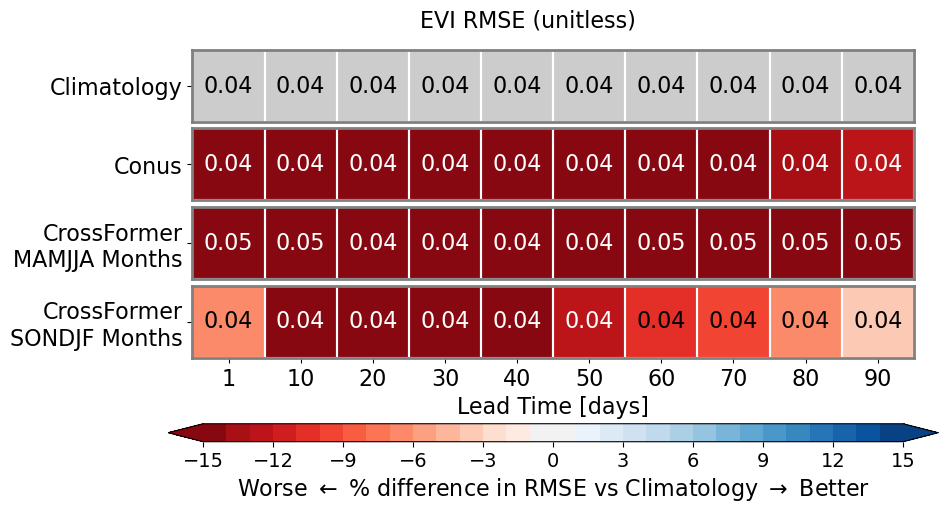 EVI RMSE (unitless)
Climatology 0.04 0.04 0.04 0.04 0.04 0.04 0.04 0.04 0.04 0.04
Conus 0.04 0.04 0.04 0.04 0.04 0.04 0.04 0.04 0.04 0.04
CrossFormer
MAMJJA Months 0.05 0.05 0.04 0.04 0.04 0.04 0.05 0.05 0.05 0.05
CrossFormer
SONDJF Months 0.04 0.04 0.04 0.04 0.04 0.04 0.04 0.04 0.04 0.04
1 10 20 30 40 50 60 70 80 90
Lead Time [days]
−15 −12 −9 −6 −3 0 3 6 9 12 15
Worse ← % difference in RMSE vs Climatology → Better